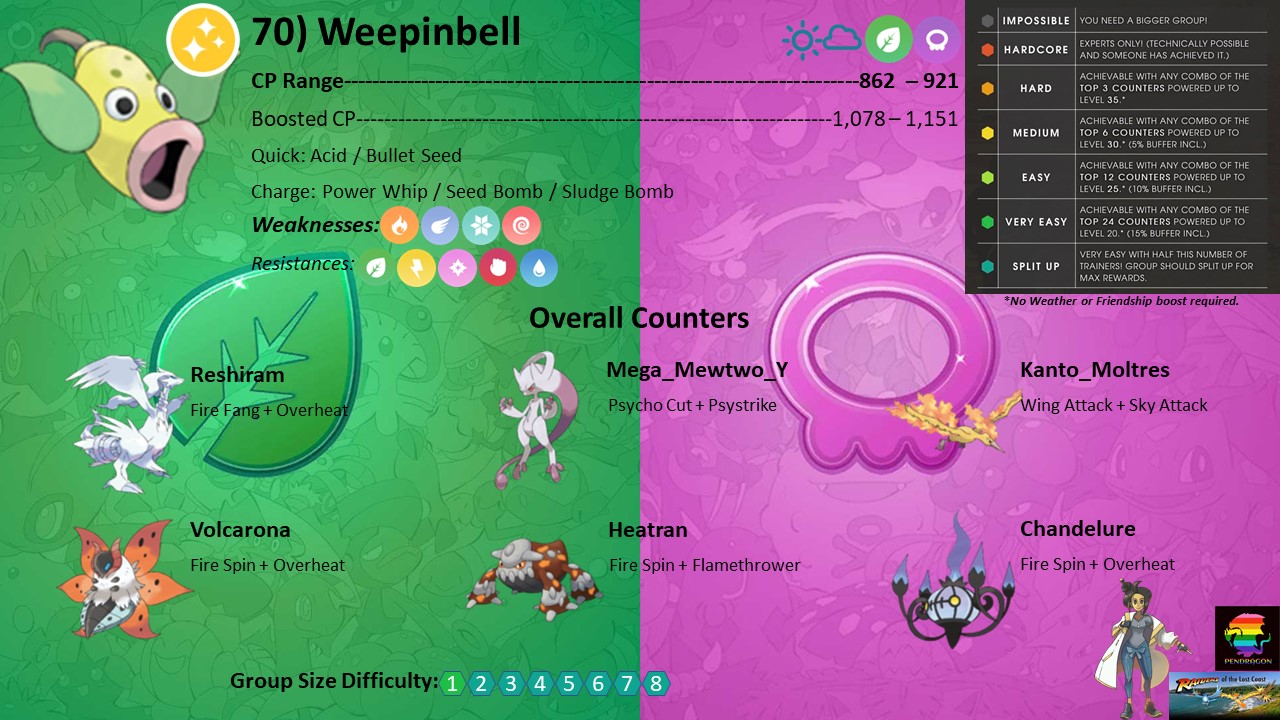 70) Weepinbell
CP Range---862 – 921
Boosted CP---1,078 – 1,151
Quick: Acid / Bullet Seed
Charge: Power Whip / Seed Bomb / Sludge Bomb
Weaknesses:
Resistances:
IMPOSSIBLE YOU NEED A BIGGER GROUP!
HARDCORE EXPERTS ONLY! (TECHNICALLY POSSIBLE
AND SOMEONE HAS ACHIEVED IT.)
HARD ACHIEVABLE WITH ANY COMBO OF THE
TOP 3 COUNTERS POWERED UP TO
LEVEL 35.*
MEDIUM ACHIEVABLE WITH ANY COMBO OF THE
TOP 6 COUNTERS POWERED UP TO
LEVEL 30.* (5% BUFFER INCL.)
EASY ACHIEVABLE WITH ANY COMBO OF THE
TOP 12 COUNTERS POWERED UP TO
LEVEL 25.* (10% BUFFER INCL.)
VERY EASY ACHIEVABLE WITH ANY COMBO OF THE
TOP 24 COUNTERS POWERED UP TO
LEVEL 20.* (15% BUFFER INCL.)
SPLIT UP VERY EASY WITH HALF THIS NUMBER OF
TRAINERS! GROUP SHOULD SPLIT UP FOR
MAX REWARDS.
*No Weather or Friendship boost required.
Overall Counters
Reshiram
Fire Fang + Overheat
Mega_Mewtwo_Y
Psycho Cut + Psystrike
Kanto_Moltres
Wing Attack + Sky Attack
Volcarona
Fire Spin + Overheat
Heatran
Fire Spin + Flamethrower
Chandelure
Fire Spin + Overheat
Group Size Difficulty: 1 2 3 4 5 6 7 8
PENDRAGON
RAIDERS of the Lost Coast